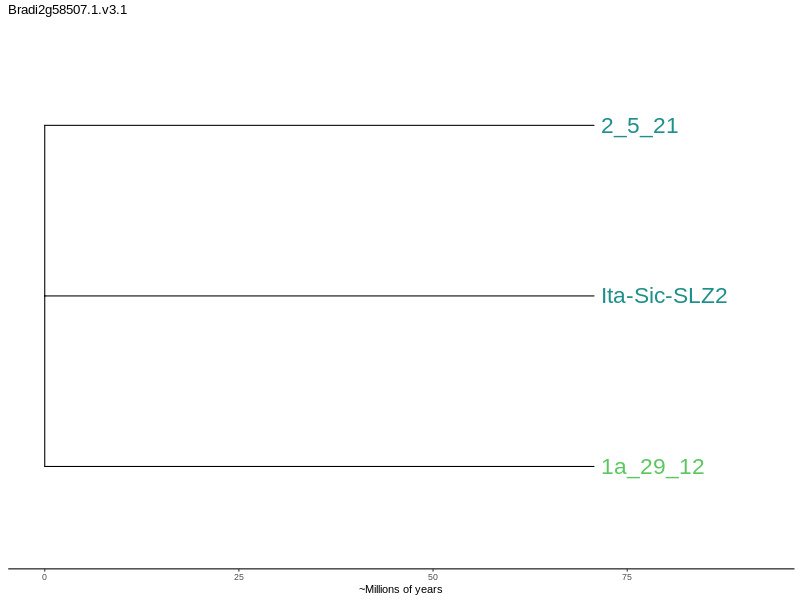 Bradi2g58507.1.v3.1
2_5_21
Ita-Sic-SLZ2
1a_29_12
0 25 50 75
~Millions of years